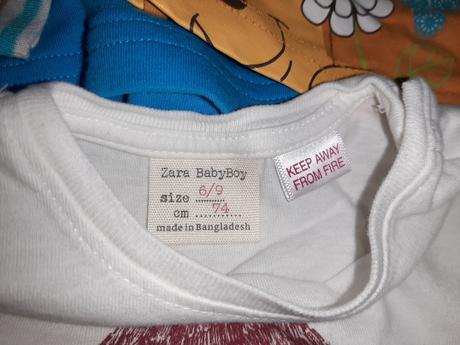 Zara BabyBoy
size 6/9
cm 74
made in Bangladesh
KEEP AWAY
FROM FIRE